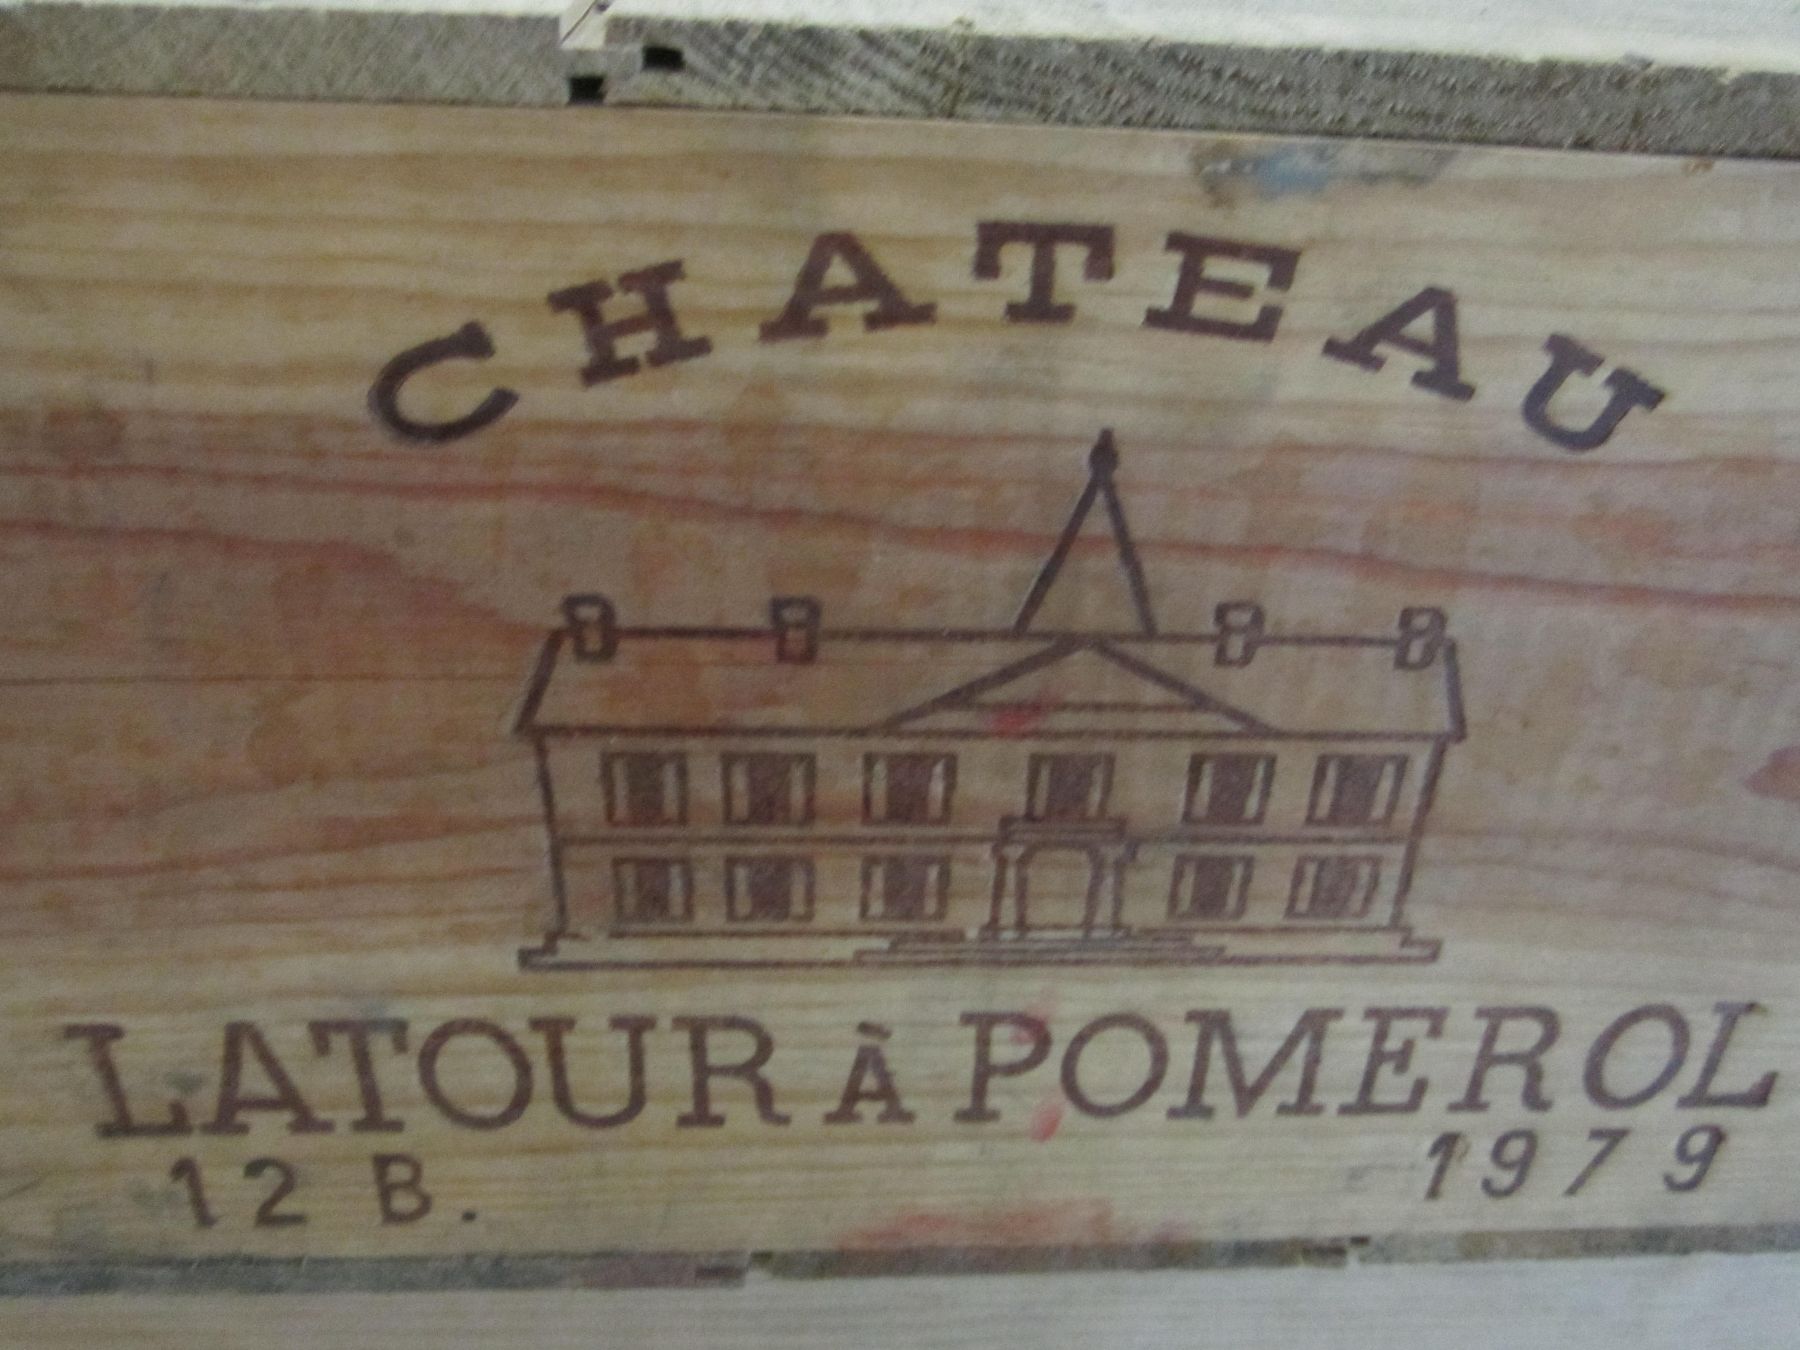 CHATEAU
LATOUR À POMEROL
12 B. 1979